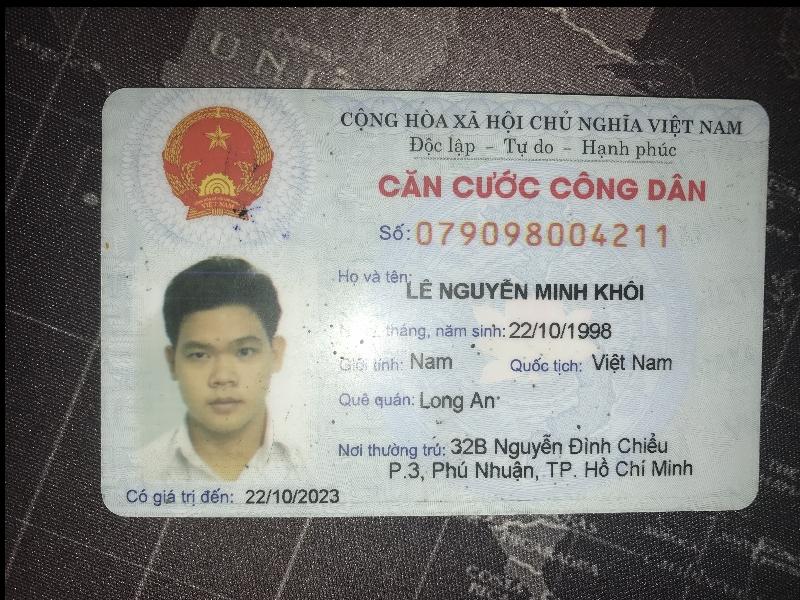 CỘNG HÒA XÃ HỘI CHỦ NGHĨA VIỆT NAM
Độc lập - Tự do - Hạnh phúc
CĂN CƯỚC CÔNG DÂN
Số: 079098004211
Họ và tên:
LÊ NGUYỄN MINH KHÔI
tháng, năm sinh: 22/10/1998
Giới tính: Nam Quốc tịch: Việt Nam
Quê quán: Long An
Nơi thường trú: 32B Nguyễn Đình Chiểu
P.3, Phú Nhuận, TP. Hồ Chí Minh
Có giá trị đến: 22/10/2023